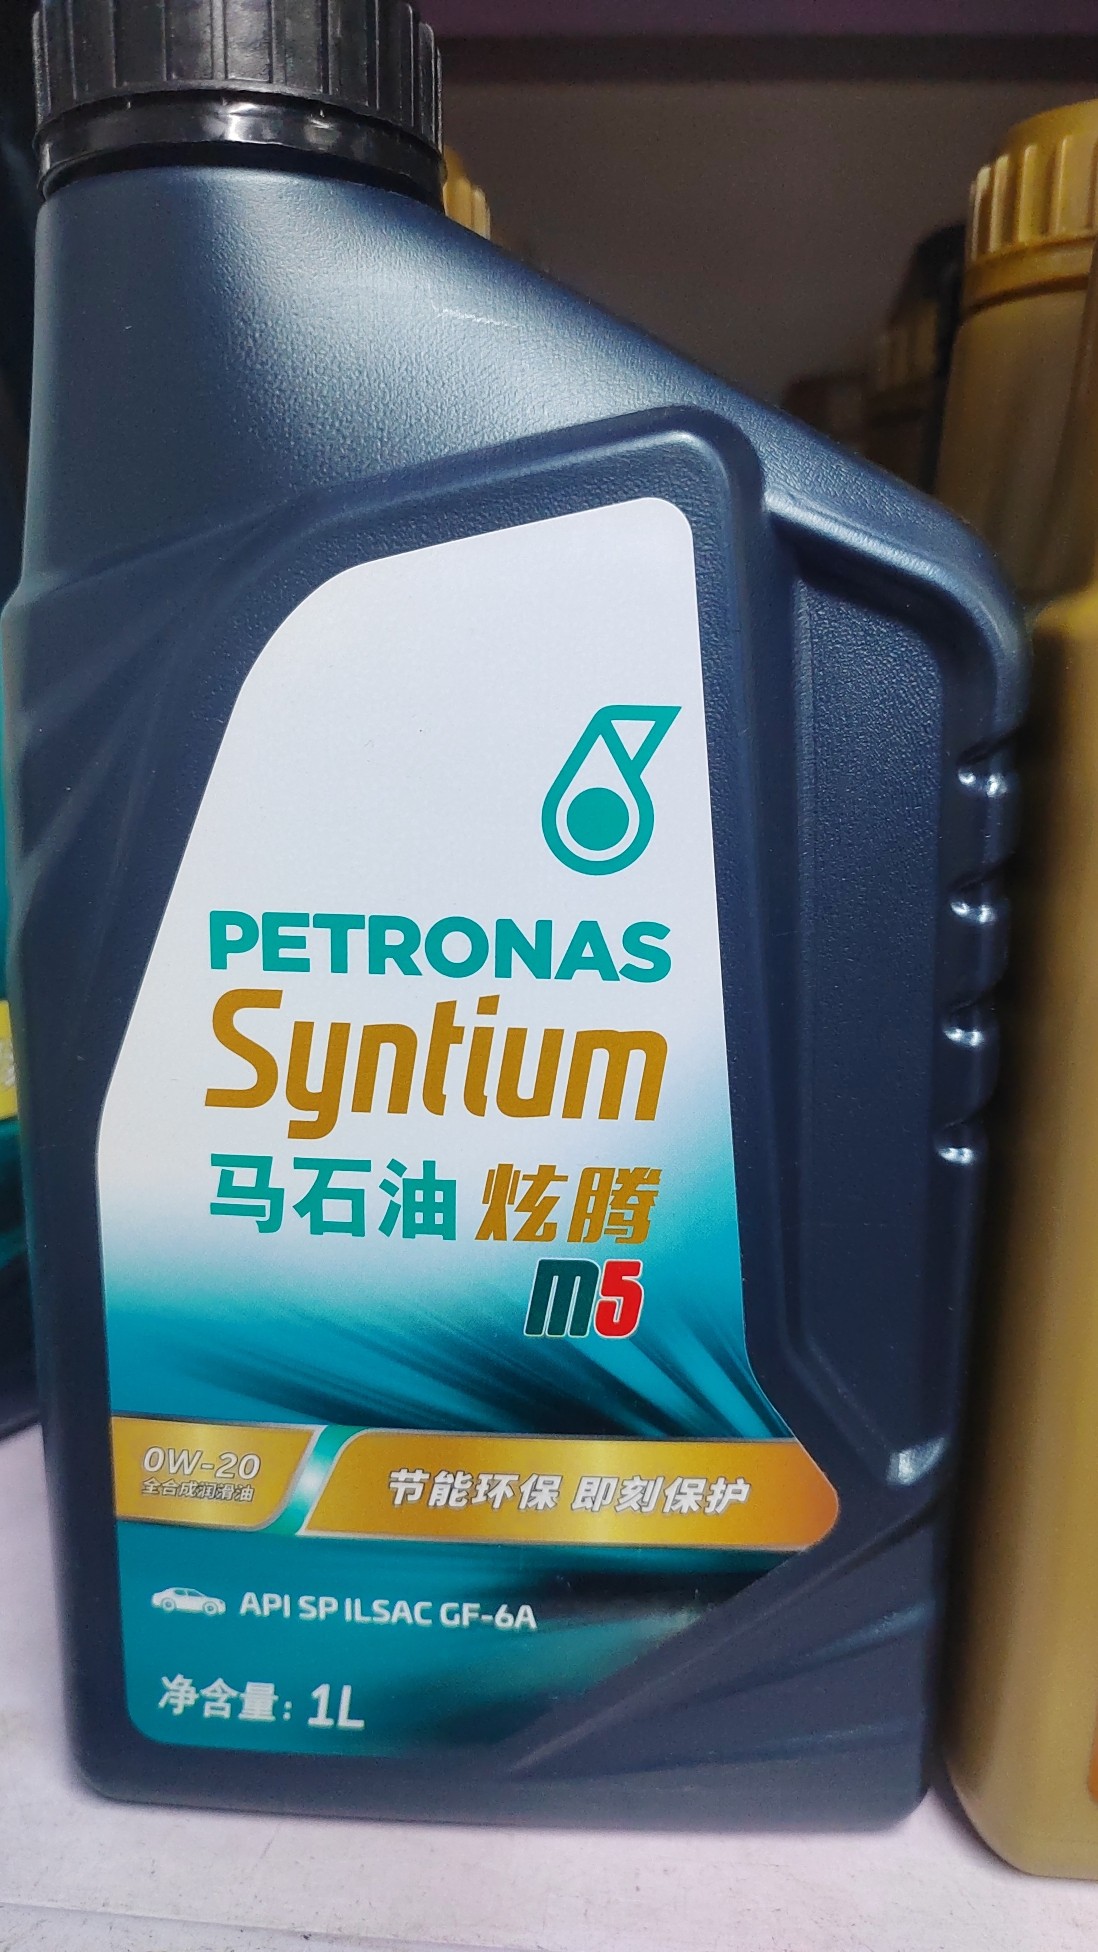 PETRONAS
Syntium
马石油 炫腾
m5
0W-20
全合成润滑油
节能环保 即刻保护
API SP ILSAC GF-6A
净含量: 1L